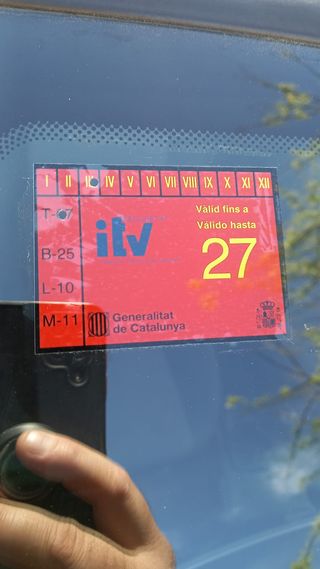 I II III IV V VI VII VIII IX X XI XII
T-17
B-25
L-10
M-11
itv
Vàlid fins a
Válido hasta
27
Generalitat
de Catalunya